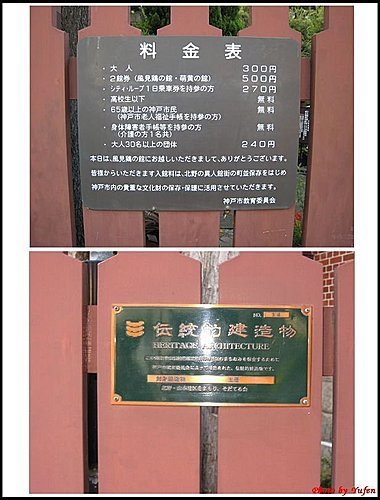 料金表
・大人 300円
・2館券（風見鶏の館・萌黄の館） 500円
・シティ・ループ1日乗車券を持参の方 270円
・高校生以下 無料
・65歳以上の神戸市民 無料
（神戸市老人福祉手帳を持参の方）
・身体障害者手帳等を持参の方 無料
（介護の方1名共）
・大人30名以上の団体 240円
本日は、風見鶏の館にお越しいただきまして、ありがとうございます。
皆様からいただきます入館料は、北野の異人館街の町並保存をはじめ
神戸市内の貴重な文化財の保存・保護に活用させていただきます。
神戸市教育委員会
NO.
伝統的建造物
HERITAGE ARCHITECTURE
Photo by Yufen